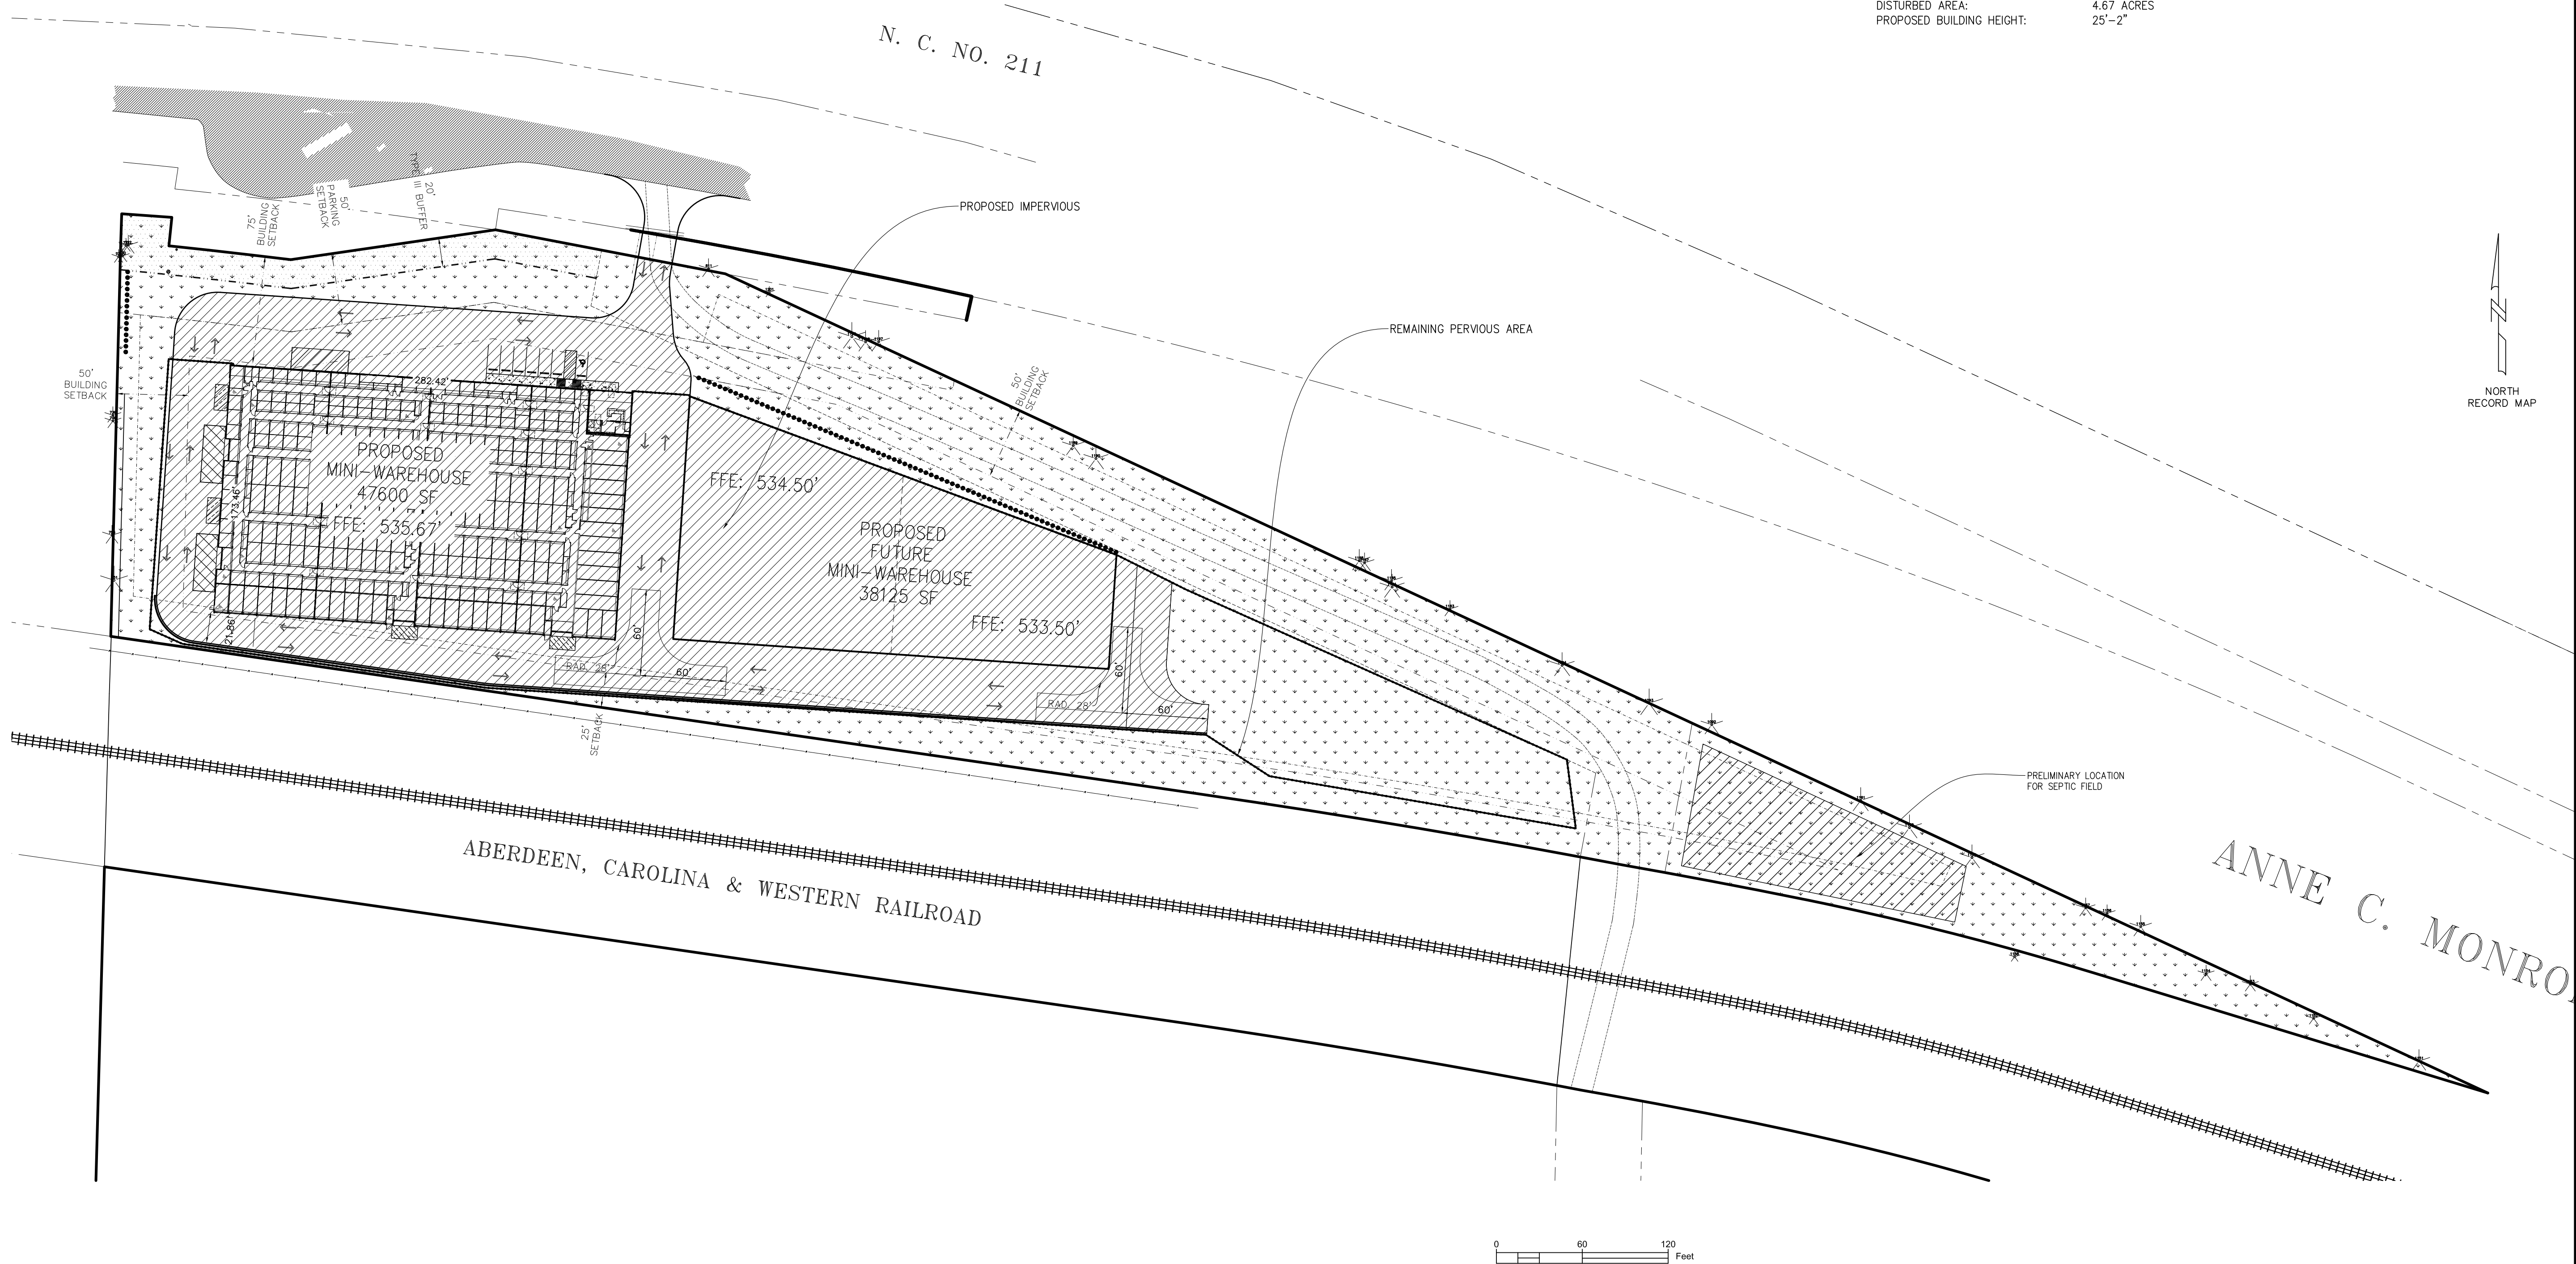 DISTURBED AREA: 4.67 ACRES
PROPOSED BUILDING HEIGHT: 25'-2"
N. C. NO. 211
20'
TYPE III BUFFER
50'
PARKING
SETBACK
75'
BUILDING
SETBACK
PROPOSED IMPERVIOUS
REMAINING PERVIOUS AREA
NORTH
RECORD MAP
50'
BUILDING
SETBACK
50'
BUILDING
SETBACK
282.42'
PROPOSED
MINI-WAREHOUSE
47600 SF
FFE: 535.67'
173.46'
FFE: 534.50'
PROPOSED
FUTURE
MINI-WAREHOUSE
38125 SF
FFE: 533.50'
21.86'
60'
RAD. 28'
60'
60'
RAD. 28'
60'
25'
SETBACK
PRELIMINARY LOCATION
FOR SEPTIC FIELD
ABERDEEN, CAROLINA & WESTERN RAILROAD
ANNE C. MONRO
0 60 120
Feet